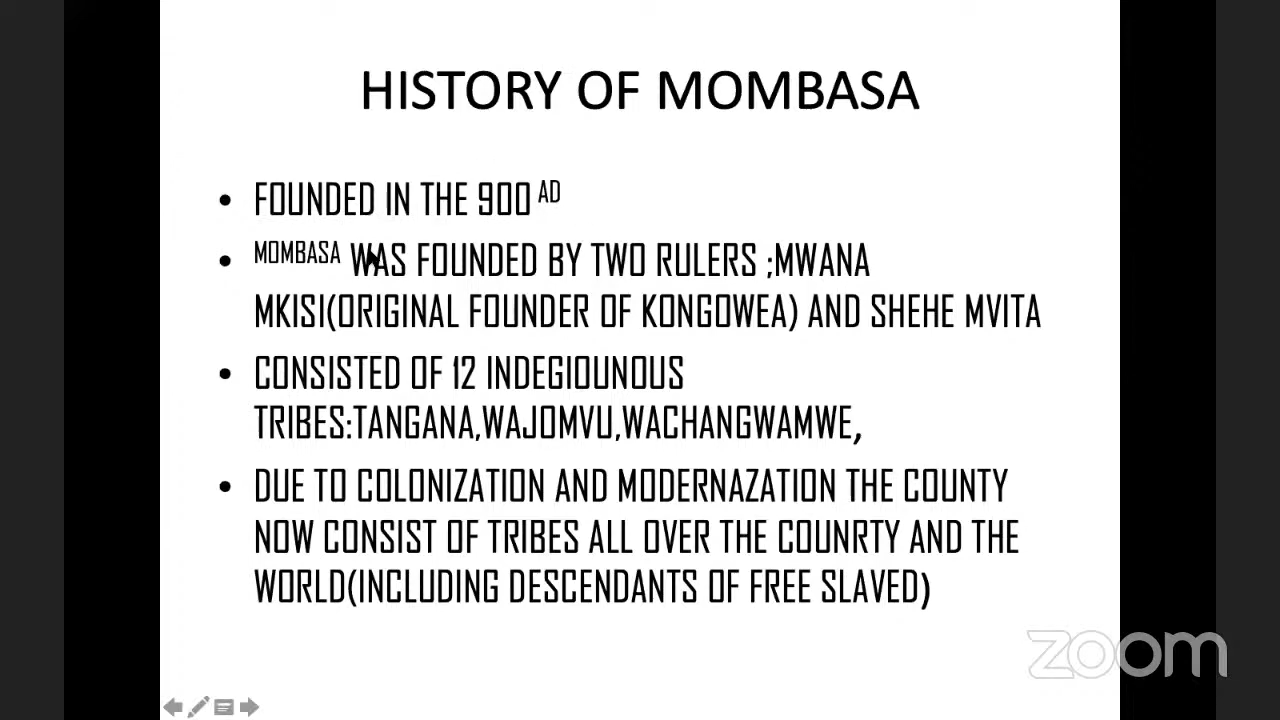 HISTORY OF MOMBASA
• FOUNDED IN THE 900 AD
• MOMBASA WAS FOUNDED BY TWO RULERS ;MWANA
MKISI(ORIGINAL FOUNDER OF KONGOWEA) AND SHEHE MVITA
• CONSISTED OF 12 INDEGIOUNOUS
TRIBES:TANGANA,WAJOMVU,WACHANGWAMWE,
• DUE TO COLONIZATION AND MODERNAZATION THE COUNTY
NOW CONSIST OF TRIBES ALL OVER THE COUNRTY AND THE
WORLD(INCLUDING DESCENDANTS OF FREE SLAVED)
zoom